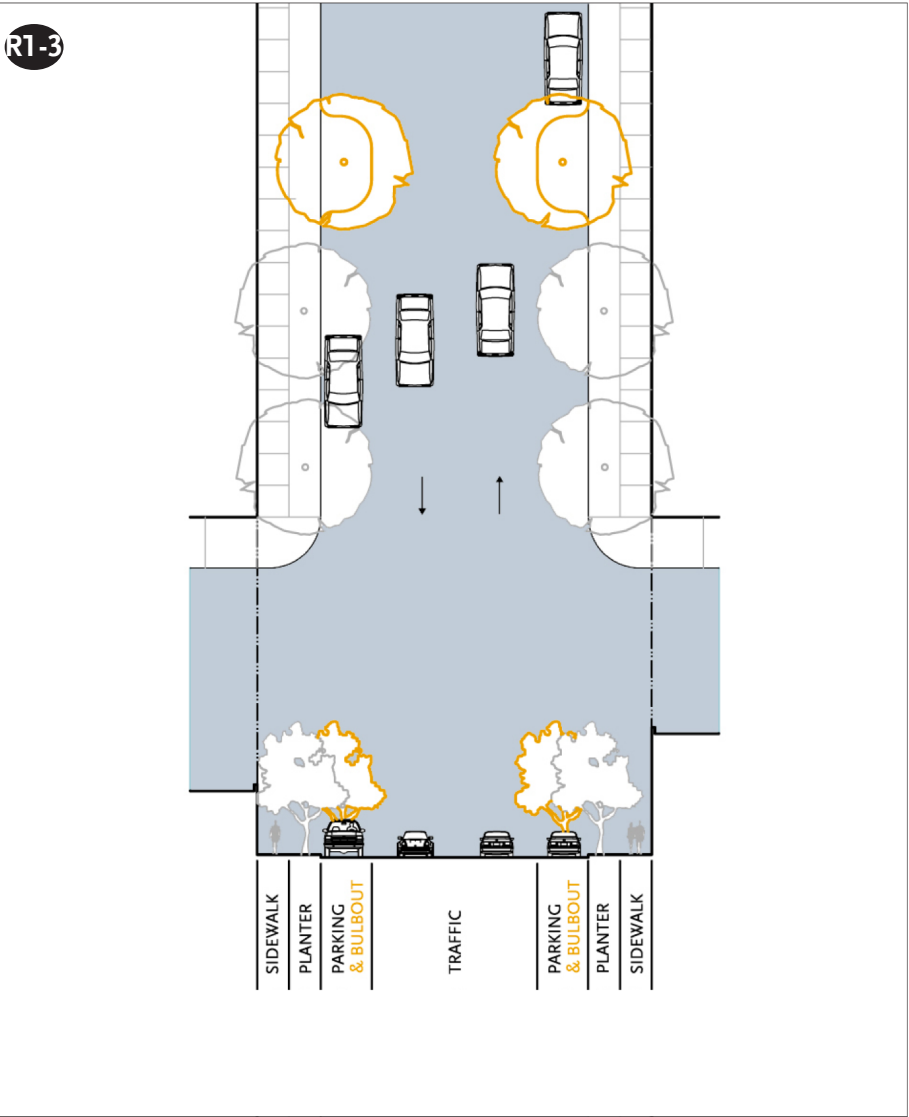 R1-3
SIDEWALK
PLANTER
PARKING
& BULBOUT
TRAFFIC
PARKING
& BULBOUT
PLANTER
SIDEWALK